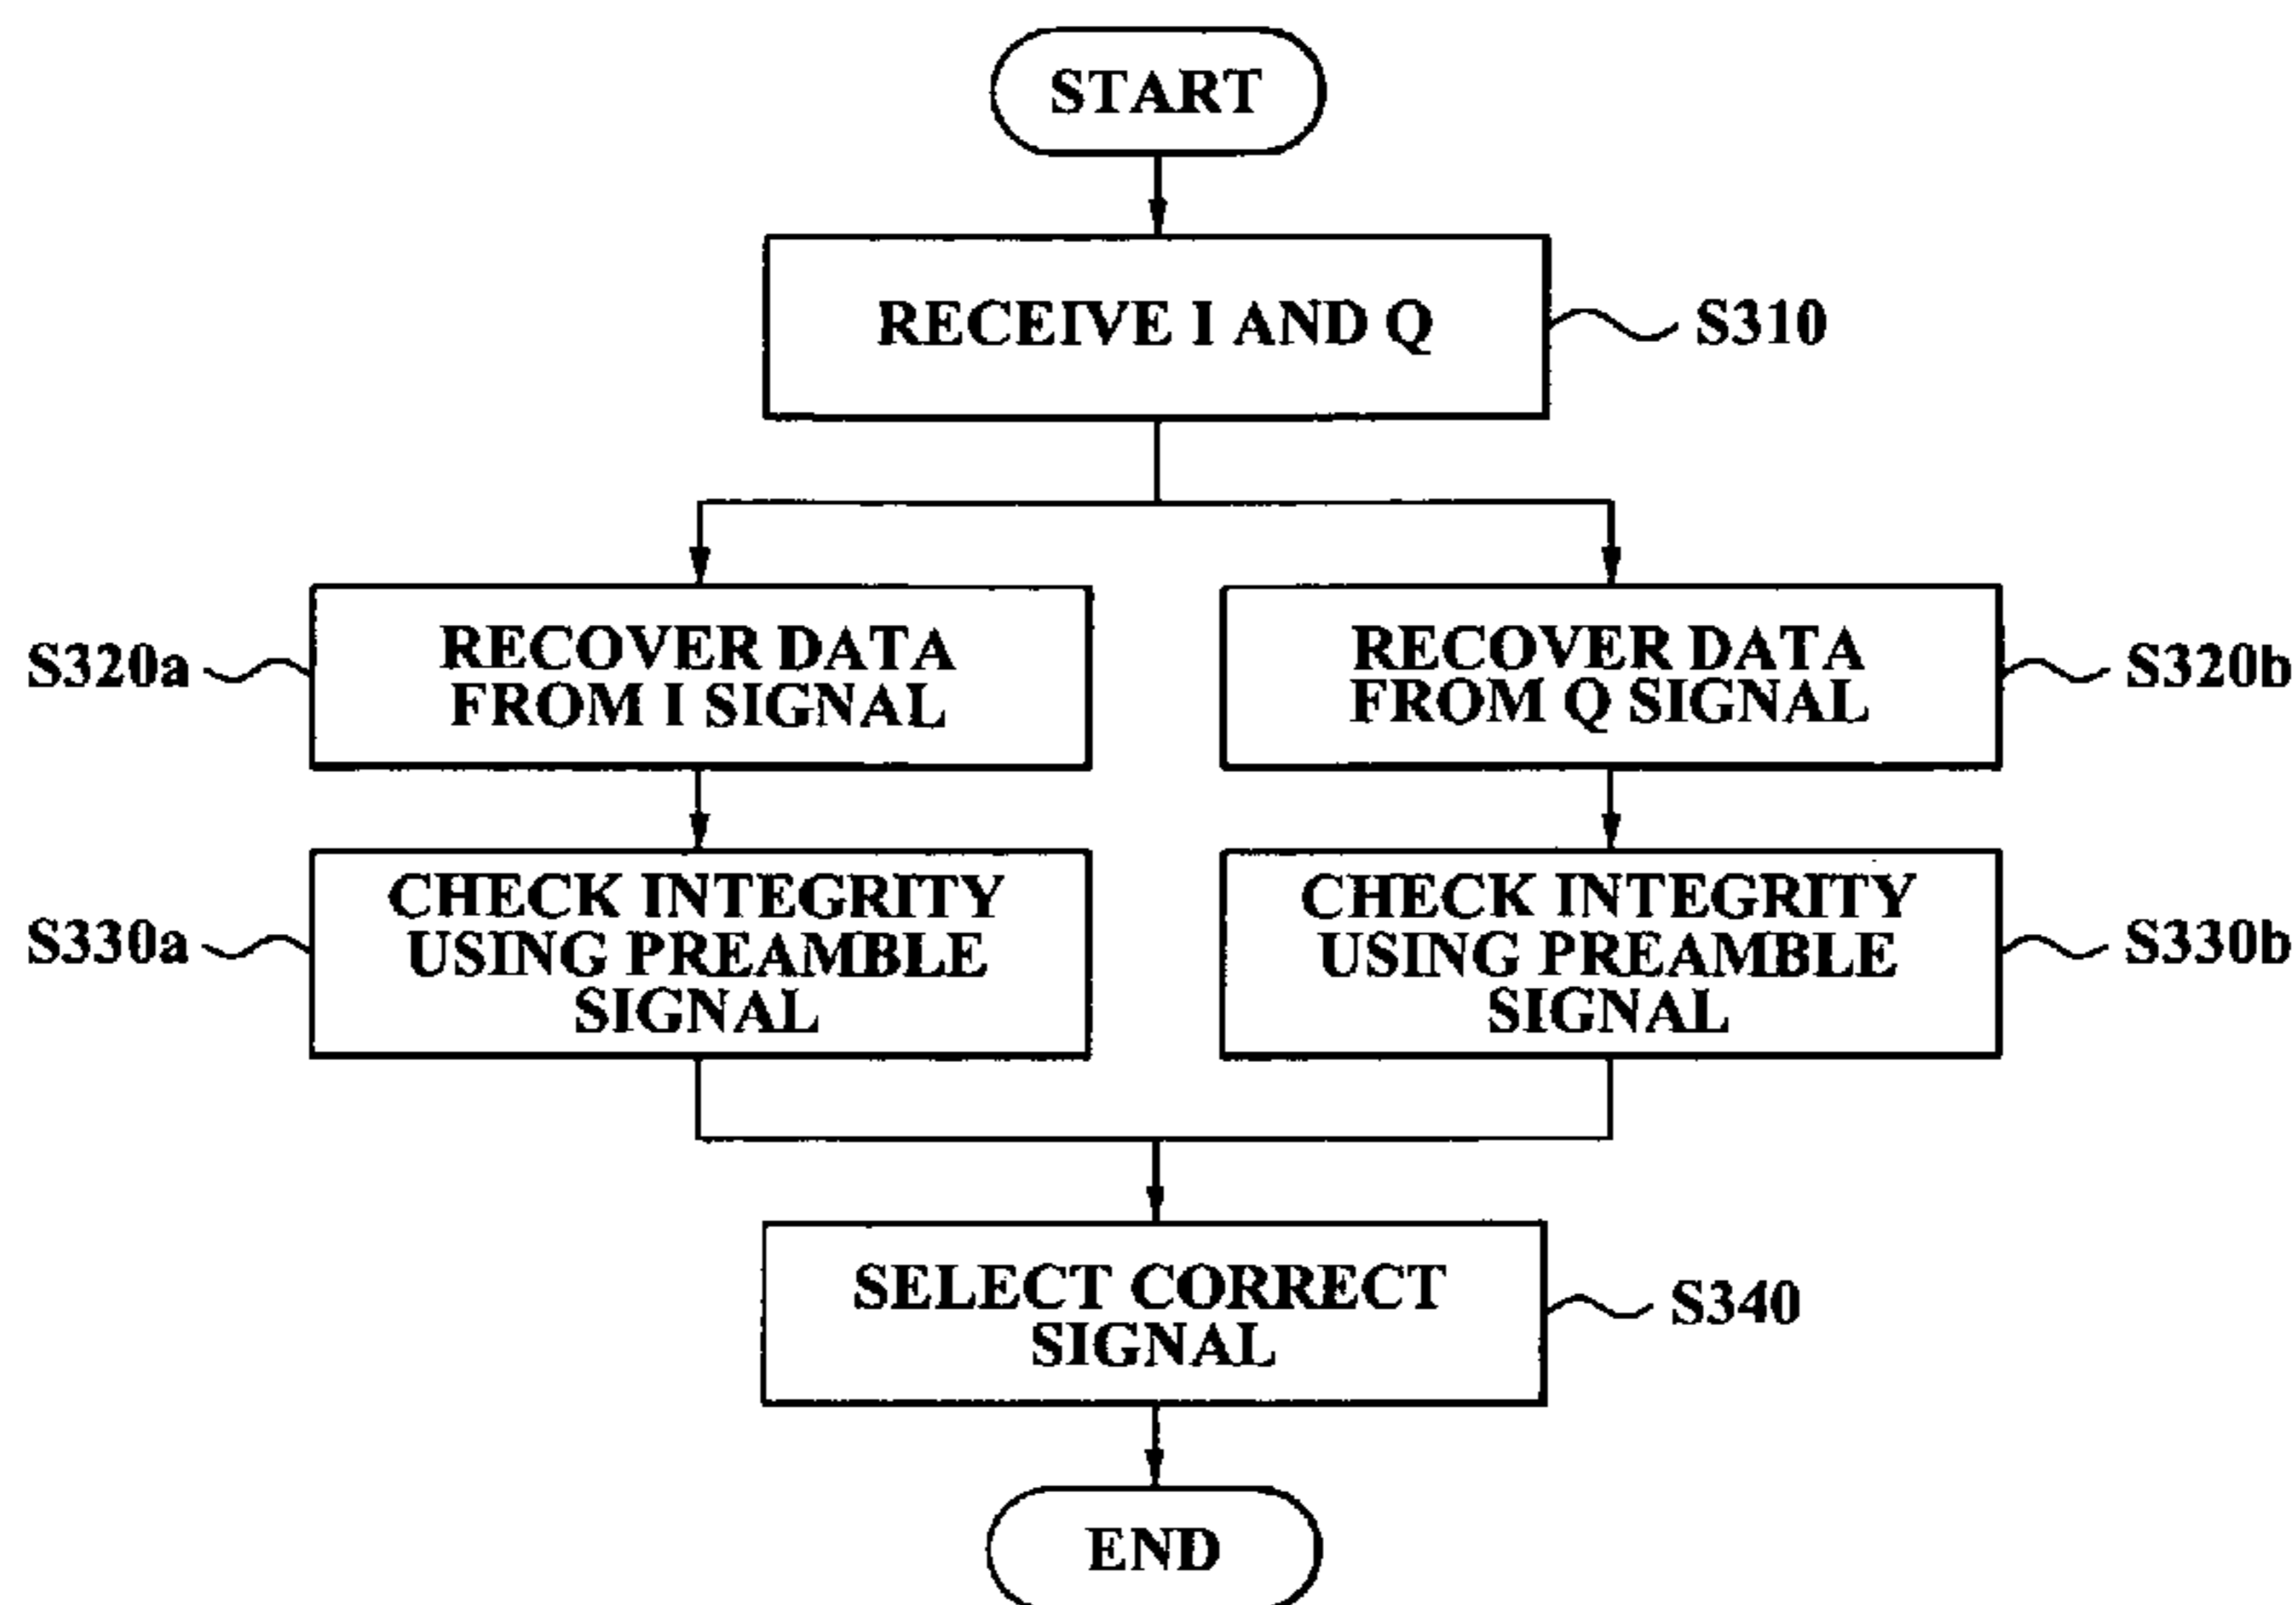 START
RECEIVE I AND Q
S310
S320a
RECOVER DATA
FROM I SIGNAL
RECOVER DATA
FROM Q SIGNAL
S320b
S330a
CHECK INTEGRITY
USING PREAMBLE
SIGNAL
CHECK INTEGRITY
USING PREAMBLE
SIGNAL
S330b
SELECT CORRECT
SIGNAL
S340
END